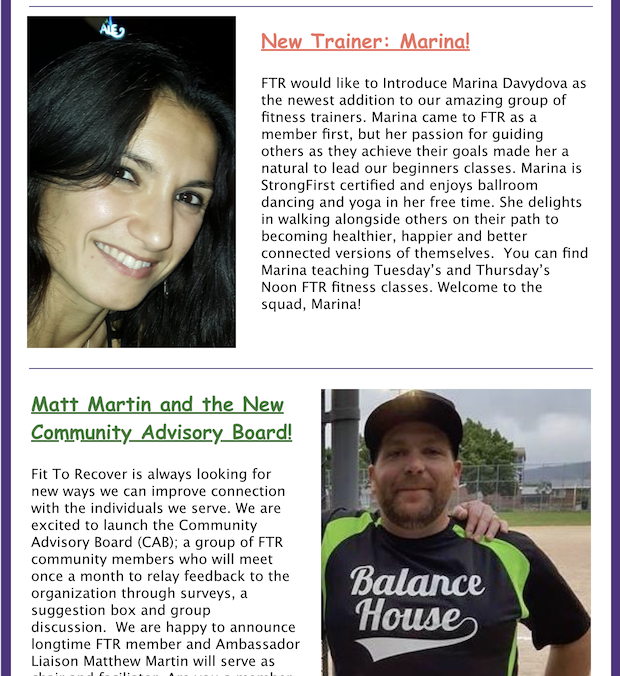 New Trainer: Marina!
FTR would like to Introduce Marina Davydova as
the newest addition to our amazing group of
fitness trainers. Marina came to FTR as a
member first, but her passion for guiding
others as they achieve their goals made her a
natural to lead our beginners classes. Marina is
StrongFirst certified and enjoys ballroom
dancing and yoga in her free time. She delights
in walking alongside others on their path to
becoming healthier, happier and better
connected versions of themselves.  You can find
Marina teaching Tuesday’s and Thursday’s
Noon FTR fitness classes. Welcome to the
squad, Marina!
Matt Martin and the New
Community Advisory Board!
Fit To Recover is always looking for
new ways we can improve connection
with the individuals we serve. We are
excited to launch the Community
Advisory Board (CAB); a group of FTR
community members who will meet
once a month to relay feedback to the
organization through surveys, a
suggestion box and group
discussion.  We are happy to announce
longtime FTR member and Ambassador
Liaison Matthew Martin will serve as
Balance
House